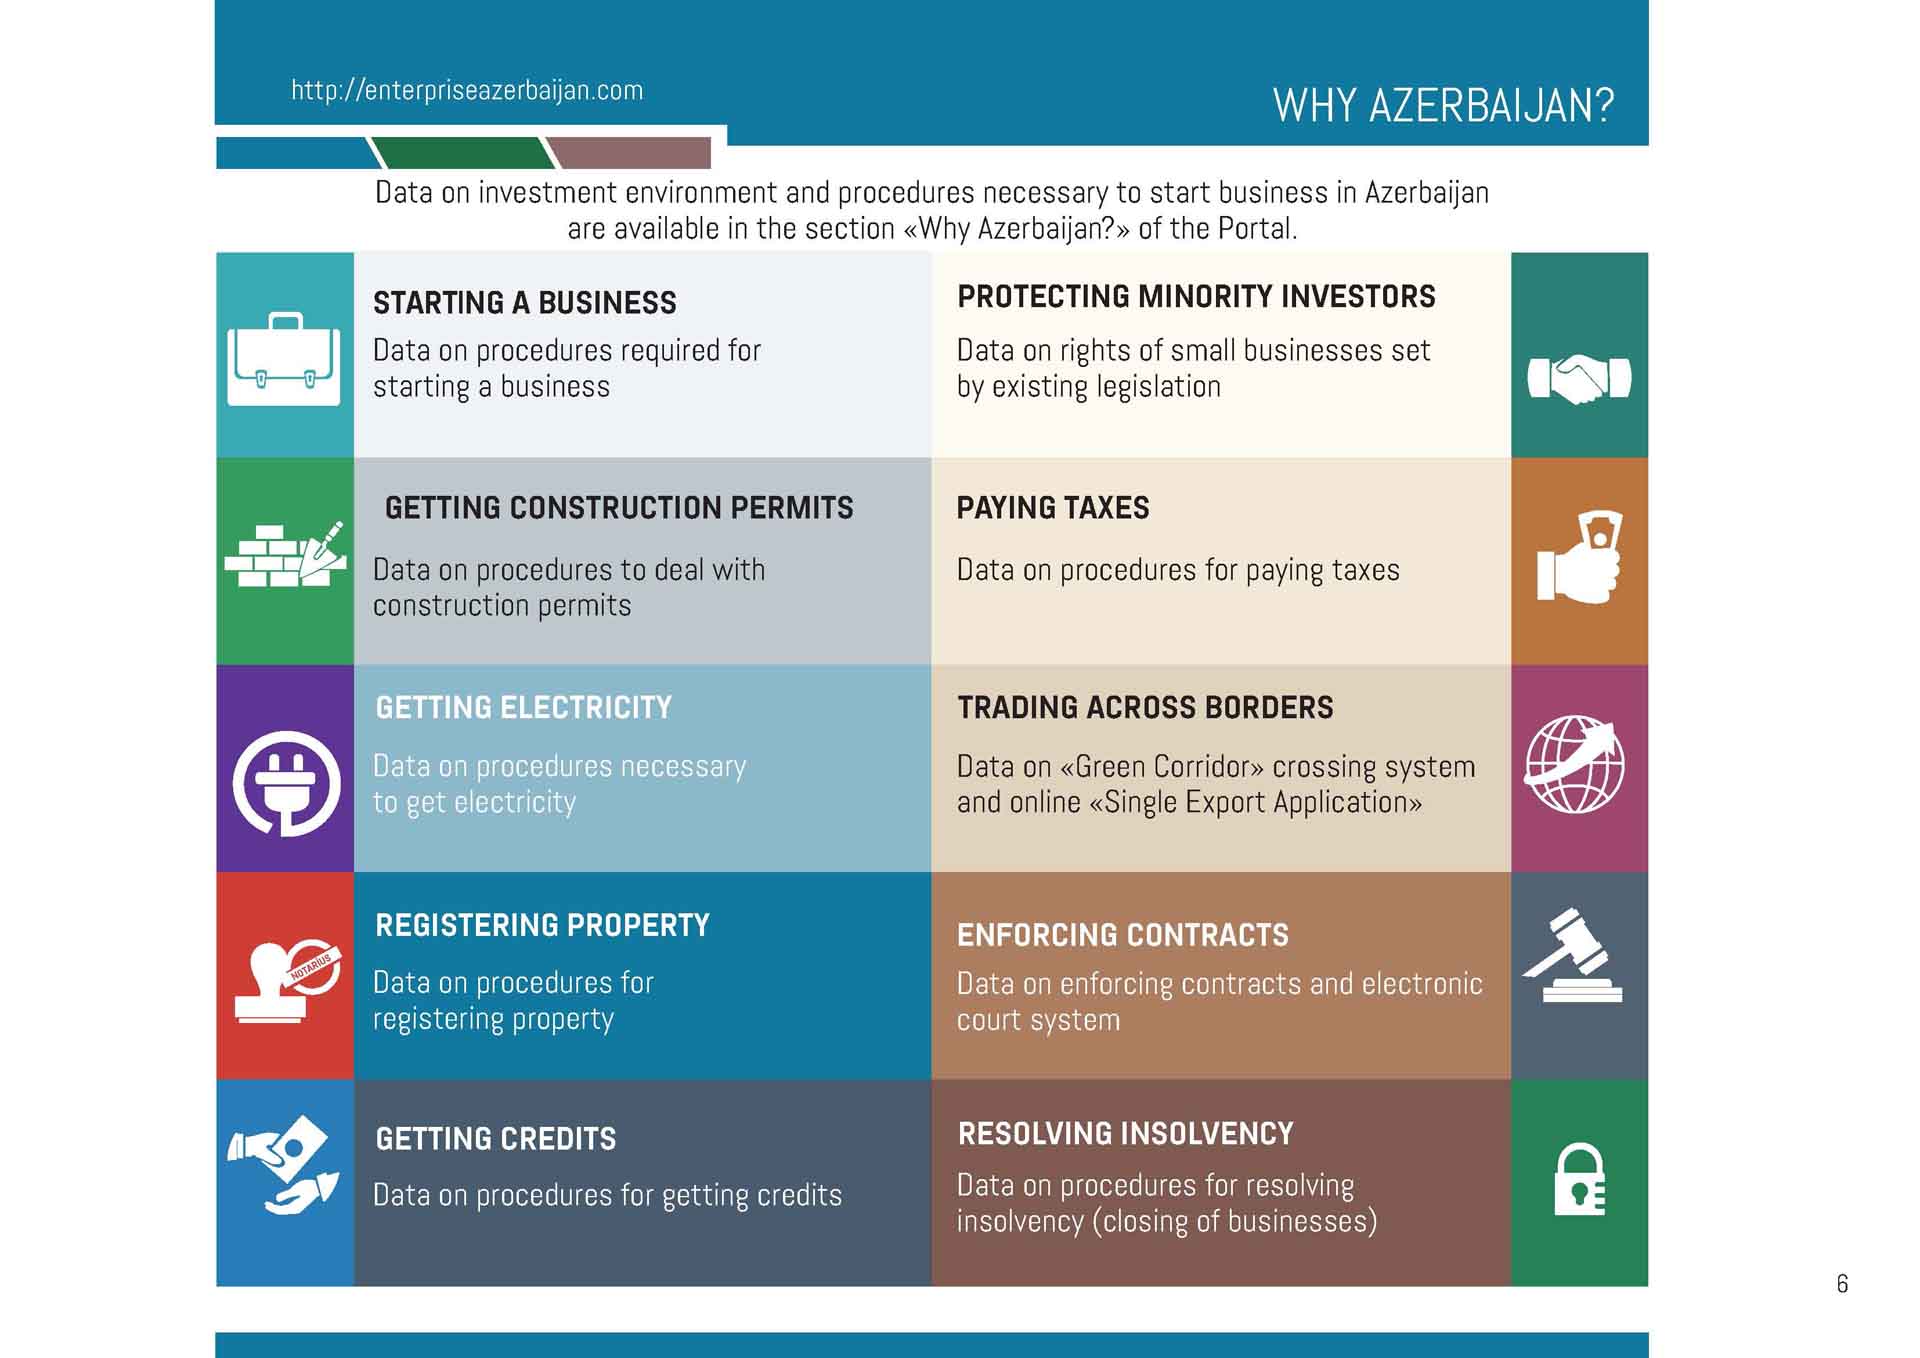 http://enterpriseazerbaijan.com
WHY AZERBAIJAN?
Data on investment environment and procedures necessary to start business in Azerbaijan
are available in the section «Why Azerbaijan?» of the Portal.
STARTING A BUSINESS
Data on procedures required for
starting a business
PROTECTING MINORITY INVESTORS
Data on rights of small businesses set
by existing legislation
GETTING CONSTRUCTION PERMITS
Data on procedures to deal with
construction permits
PAYING TAXES
Data on procedures for paying taxes
GETTING ELECTRICITY
Data on procedures necessary
to get electricity
TRADING ACROSS BORDERS
Data on «Green Corridor» crossing system
and online «Single Export Application»
REGISTERING PROPERTY
Data on procedures for
registering property
NOTARIUS
ENFORCING CONTRACTS
Data on enforcing contracts and electronic
court system
GETTING CREDITS
Data on procedures for getting credits
RESOLVING INSOLVENCY
Data on procedures for resolving
insolvency (closing of businesses)
6